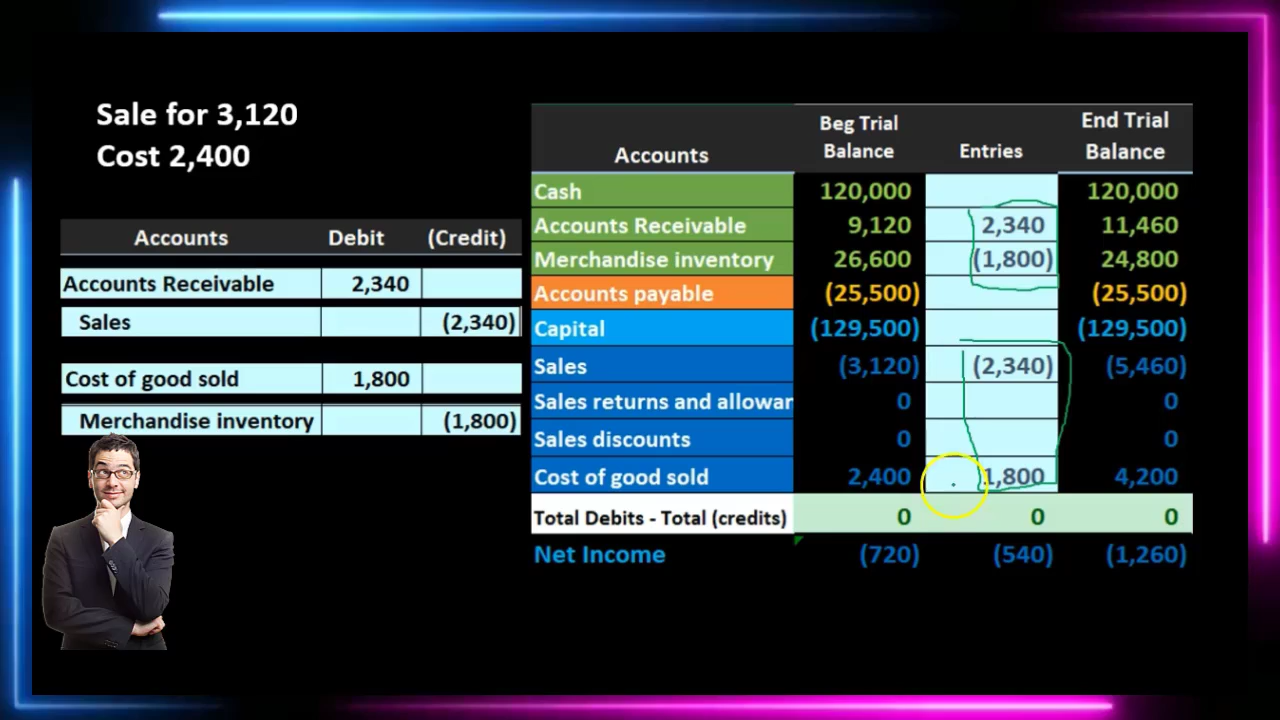 Sale for 3,120
Cost 2,400
Accounts Debit (Credit)
Accounts Receivable 2,340
Sales (2,340)
Cost of good sold 1,800
Merchandise inventory (1,800)
Accounts Beg Trial Balance Entries End Trial Balance
Cash 120,000 120,000
Accounts Receivable 9,120 2,340 11,460
Merchandise inventory 26,600 (1,800) 24,800
Accounts payable (25,500) (25,500)
Capital (129,500) (129,500)
Sales (3,120) (2,340) (5,460)
Sales returns and allowan 0 0
Sales discounts 0 0
Cost of good sold 2,400 1,800 4,200
Total Debits - Total (credits) 0 0 0
Net Income (720) (540) (1,260)